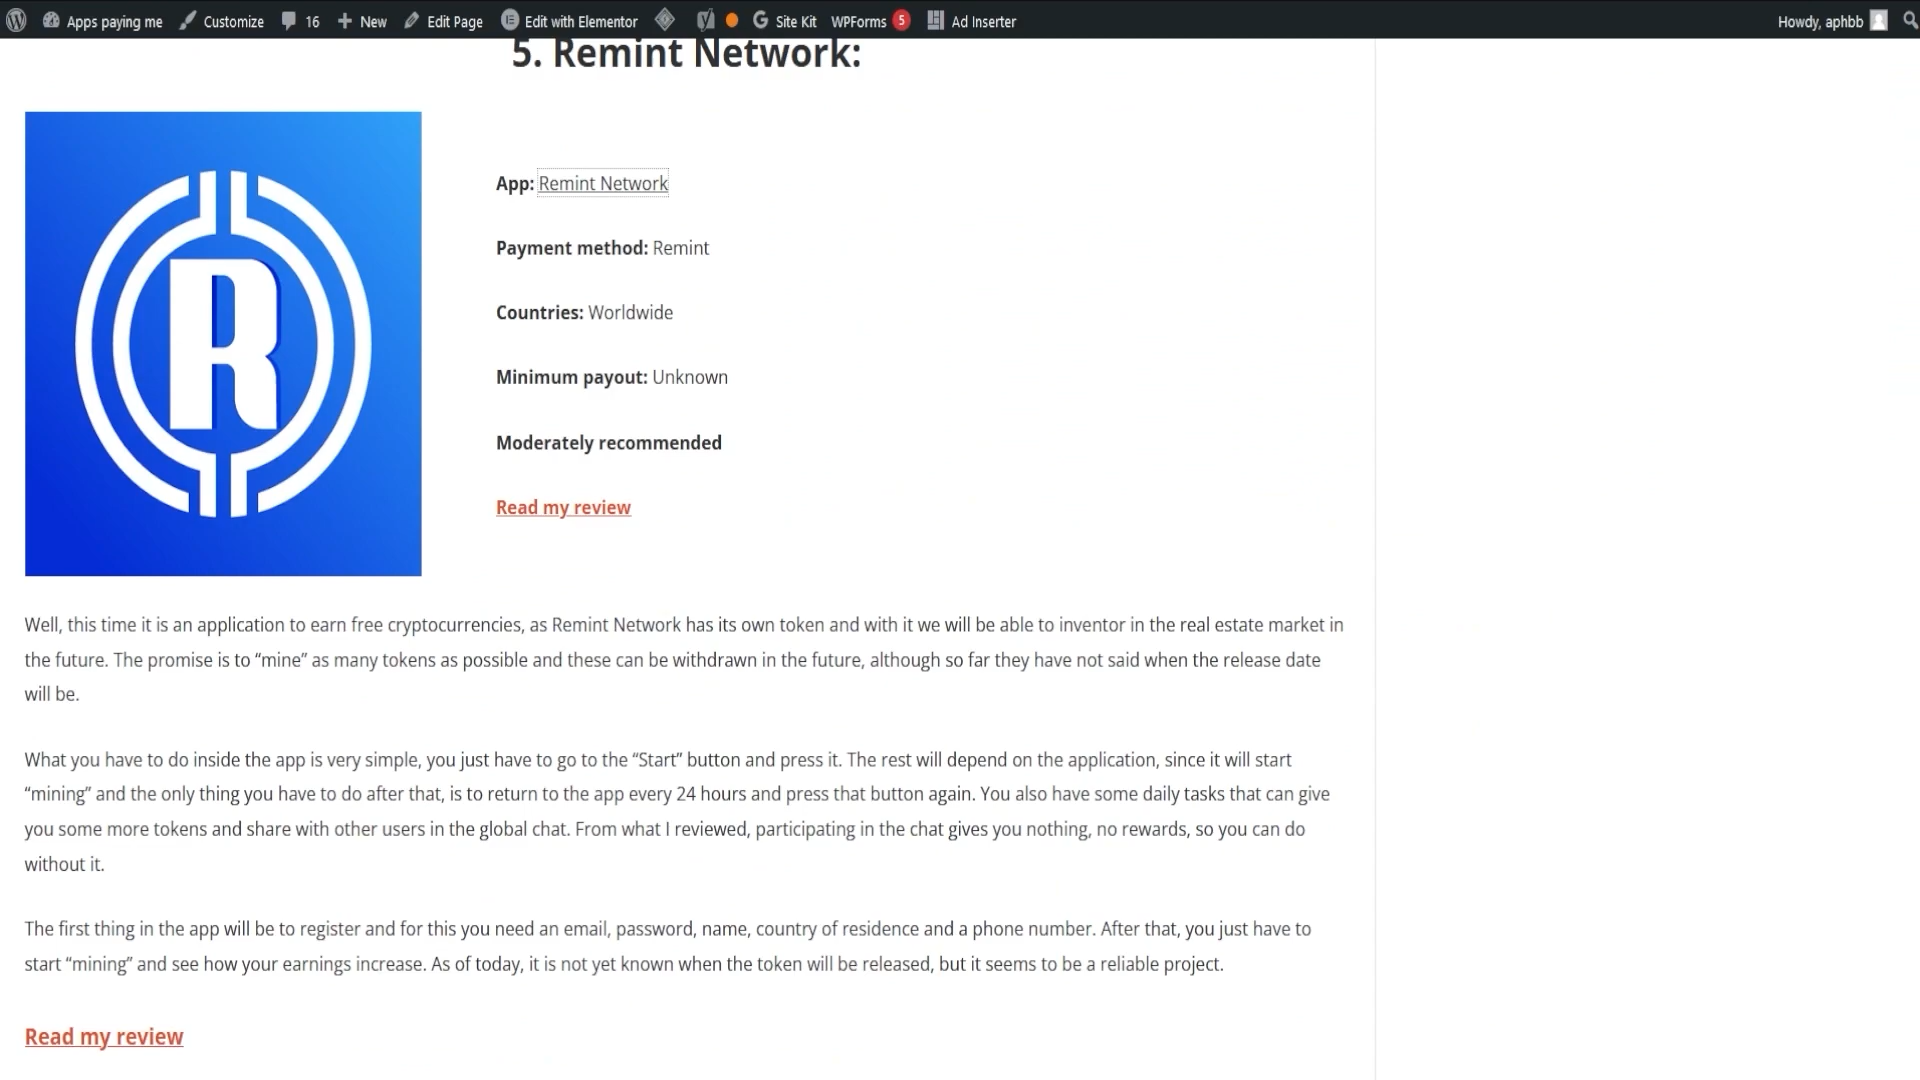 Apps paying me Customize 16 New Edit Page Edit with Elementor Site Kit WPForms 5 Ad Inserter Howdy, aphbb
5. Remint Network:
R
App: Remint Network
Payment method: Remint
Countries: Worldwide
Minimum payout: Unknown
Moderately recommended
Read my review
Well, this time it is an application to earn free cryptocurrencies, as Remint Network has its own token and with it we will be able to inventor in the real estate market in
the future. The promise is to “mine” as many tokens as possible and these can be withdrawn in the future, although so far they have not said when the release date
will be.
What you have to do inside the app is very simple, you just have to go to the “Start” button and press it. The rest will depend on the application, since it will start
“mining” and the only thing you have to do after that, is to return to the app every 24 hours and press that button again. You also have some daily tasks that can give
you some more tokens and share with other users in the global chat. From what I reviewed, participating in the chat gives you nothing, no rewards, so you can do
without it.
The first thing in the app will be to register and for this you need an email, password, name, country of residence and a phone number. After that, you just have to
start “mining” and see how your earnings increase. As of today, it is not yet known when the token will be released, but it seems to be a reliable project.
Read my review